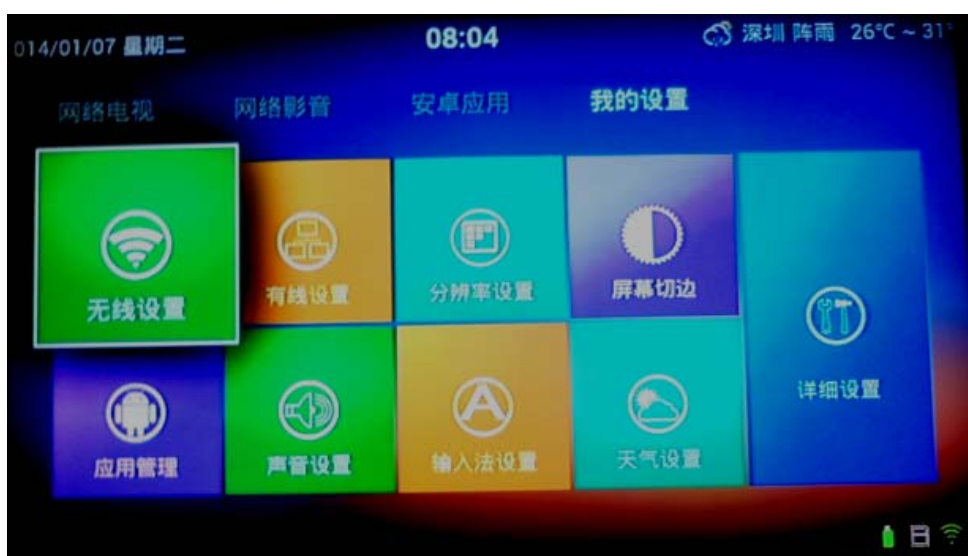 014/01/07 星期二 08:04 深圳 阵雨 26°C ~ 31°
网络电视 网络影音 安卓应用 我的设置
无线设置 有线设置 分辨率设置 屏幕切边
详细设置
应用管理 声音设置 输入法设置 天气设置